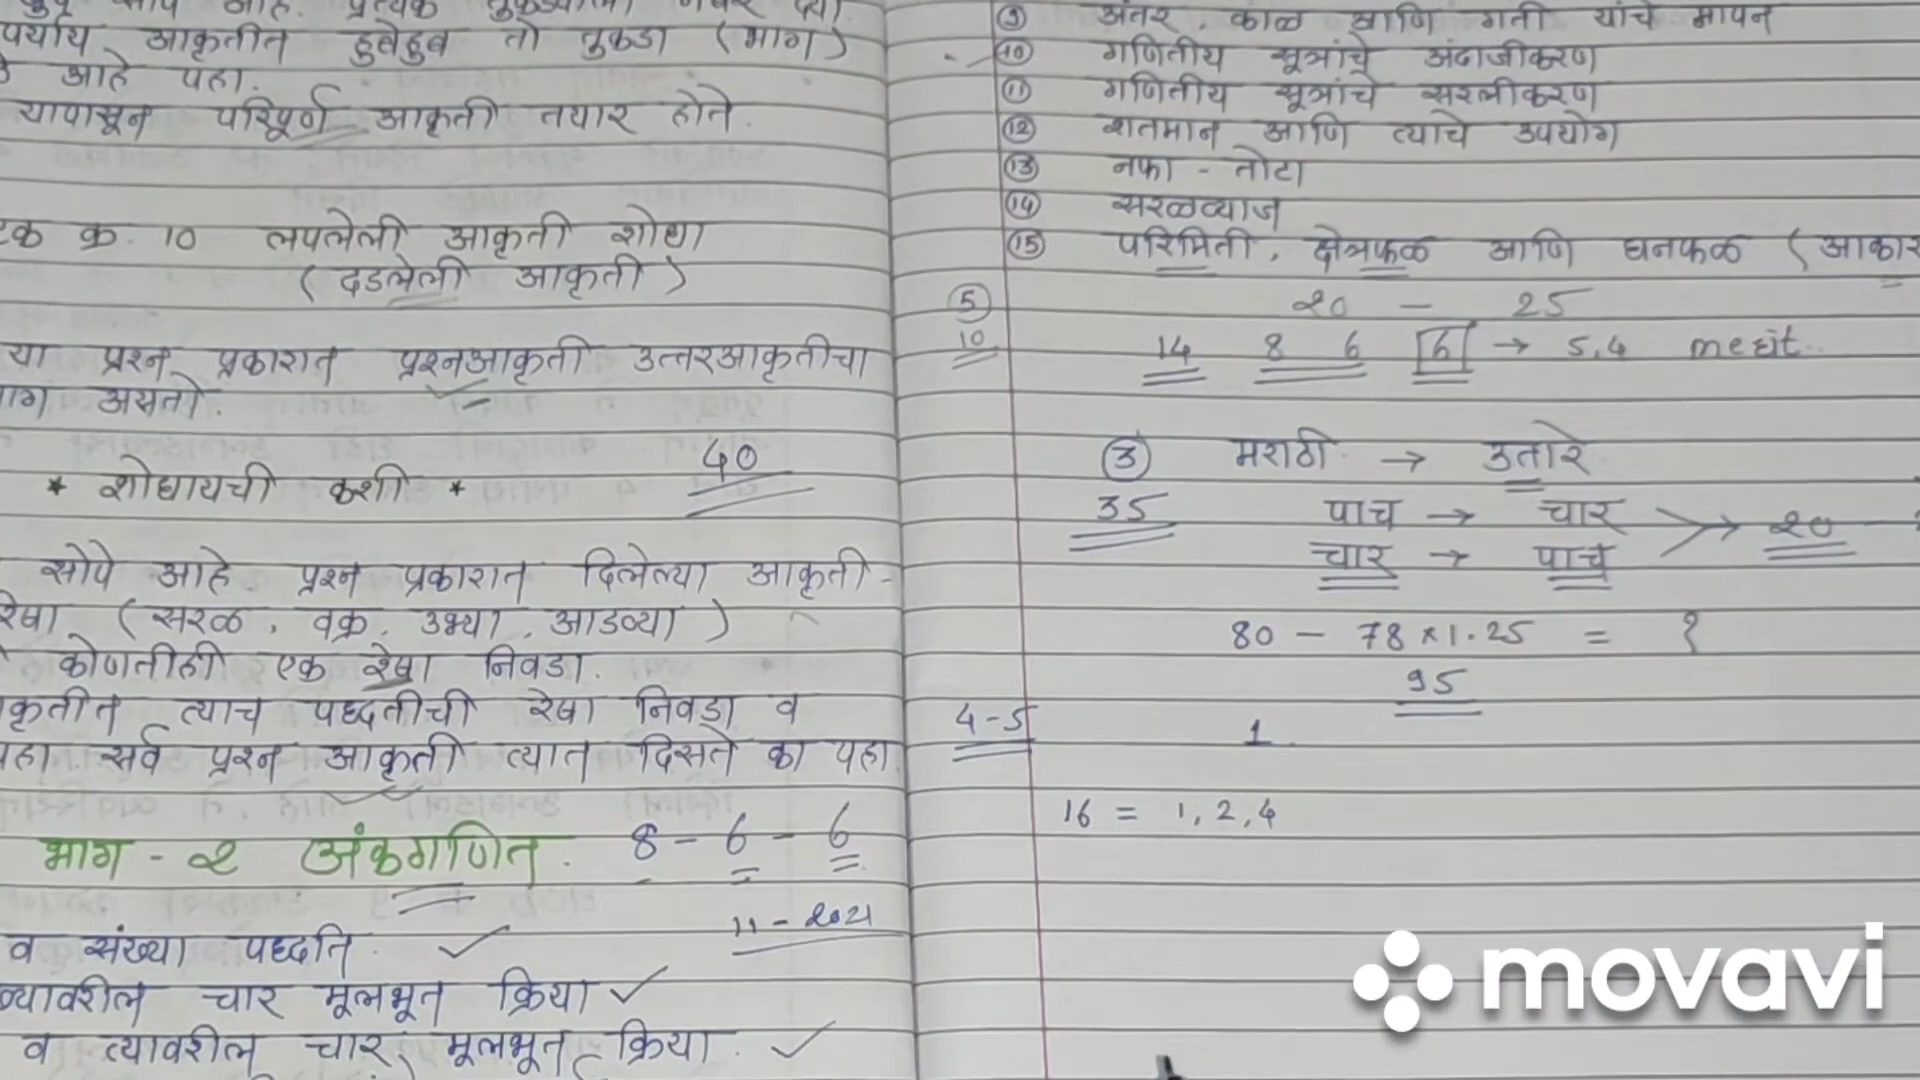 पर्याय आकृतीत हुबेहुब तो तुकडा (भाग)
आहे पहा.
यापासून परिपूर्ण आकृती तयार होते.
क्र. 10 लपलेली आकृती शोधा
(दडलेली आकृती)
या प्रश्न प्रकारात प्रश्नआकृती उत्तरआकृतीचा
असतो.
* शोधायची कशी * 40
सोपे आहे. प्रश्न प्रकारात दिलेल्या आकृती-
रेषा (सरळ, वक्र, उभ्या, आडव्या)
कोणतीही एक रेषा निवडा.
त्याच पध्दतीची रेषा निवडा व
पहा. सर्व प्रश्न आकृती त्यात दिसते का पहा.
भाग - २ अंकगणित. 8 - 6 - 6
11 - 2021
व संख्या पध्दति
चार मूलभूत क्रिया
व त्यावरील चार मूलभूत क्रिया.
⑨ अंतर, काळ आणि गती यांचे मापन
⑩ गणितीय सूत्रांचे अंदाजीकरण
⑪ गणितीय सूत्रांचे सरलीकरण
⑫ शतमान आणि त्याचे उपयोग
⑬ नफा - तोटा
⑭ सरळव्याज
⑮ परिमिती, क्षेत्रफळ आणि घनफळ (आकार
⑤ २० - 25
10 14 8 6 6 → 5,4 merit.
③ मराठी → उतारे
35 पाच → चार
चार → पाच २०
80 - 78 x 1.25 = ?
95
4-5 1.
16 = 1, 2, 4
movavi